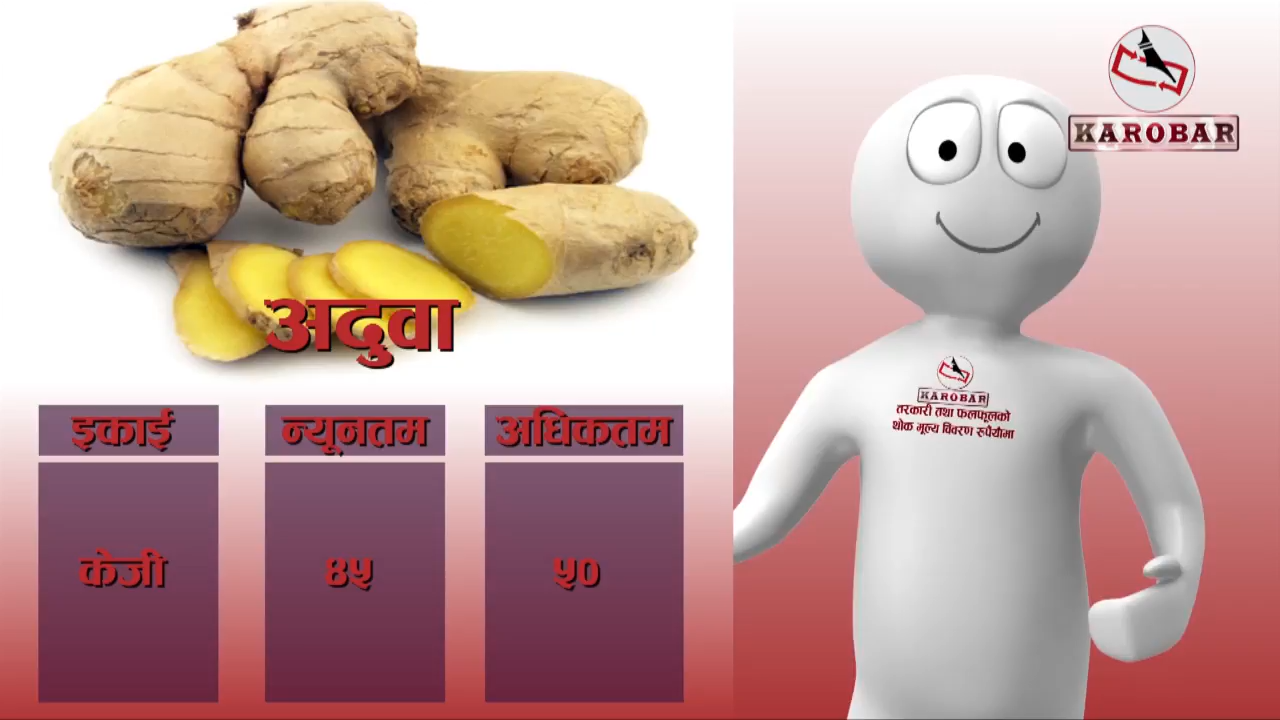 अदुवा
इकाई न्यूनतम अधिकतम
केजी ४५ ५०
KAROBAR
KAROBAR
तरकारी तथा फलफूलको
थोक मूल्य विवरण रुपैयाँमा